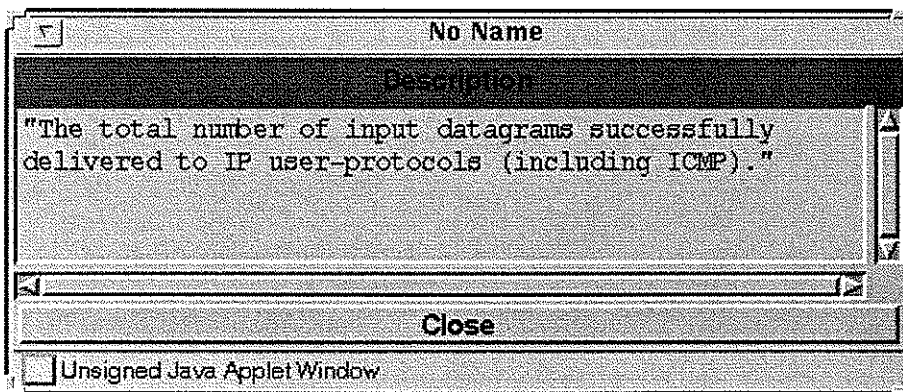 No Name
Description
"The total number of input datagrams successfully
delivered to IP user-protocols (including ICMP)."
Close
Unsigned Java Applet Window